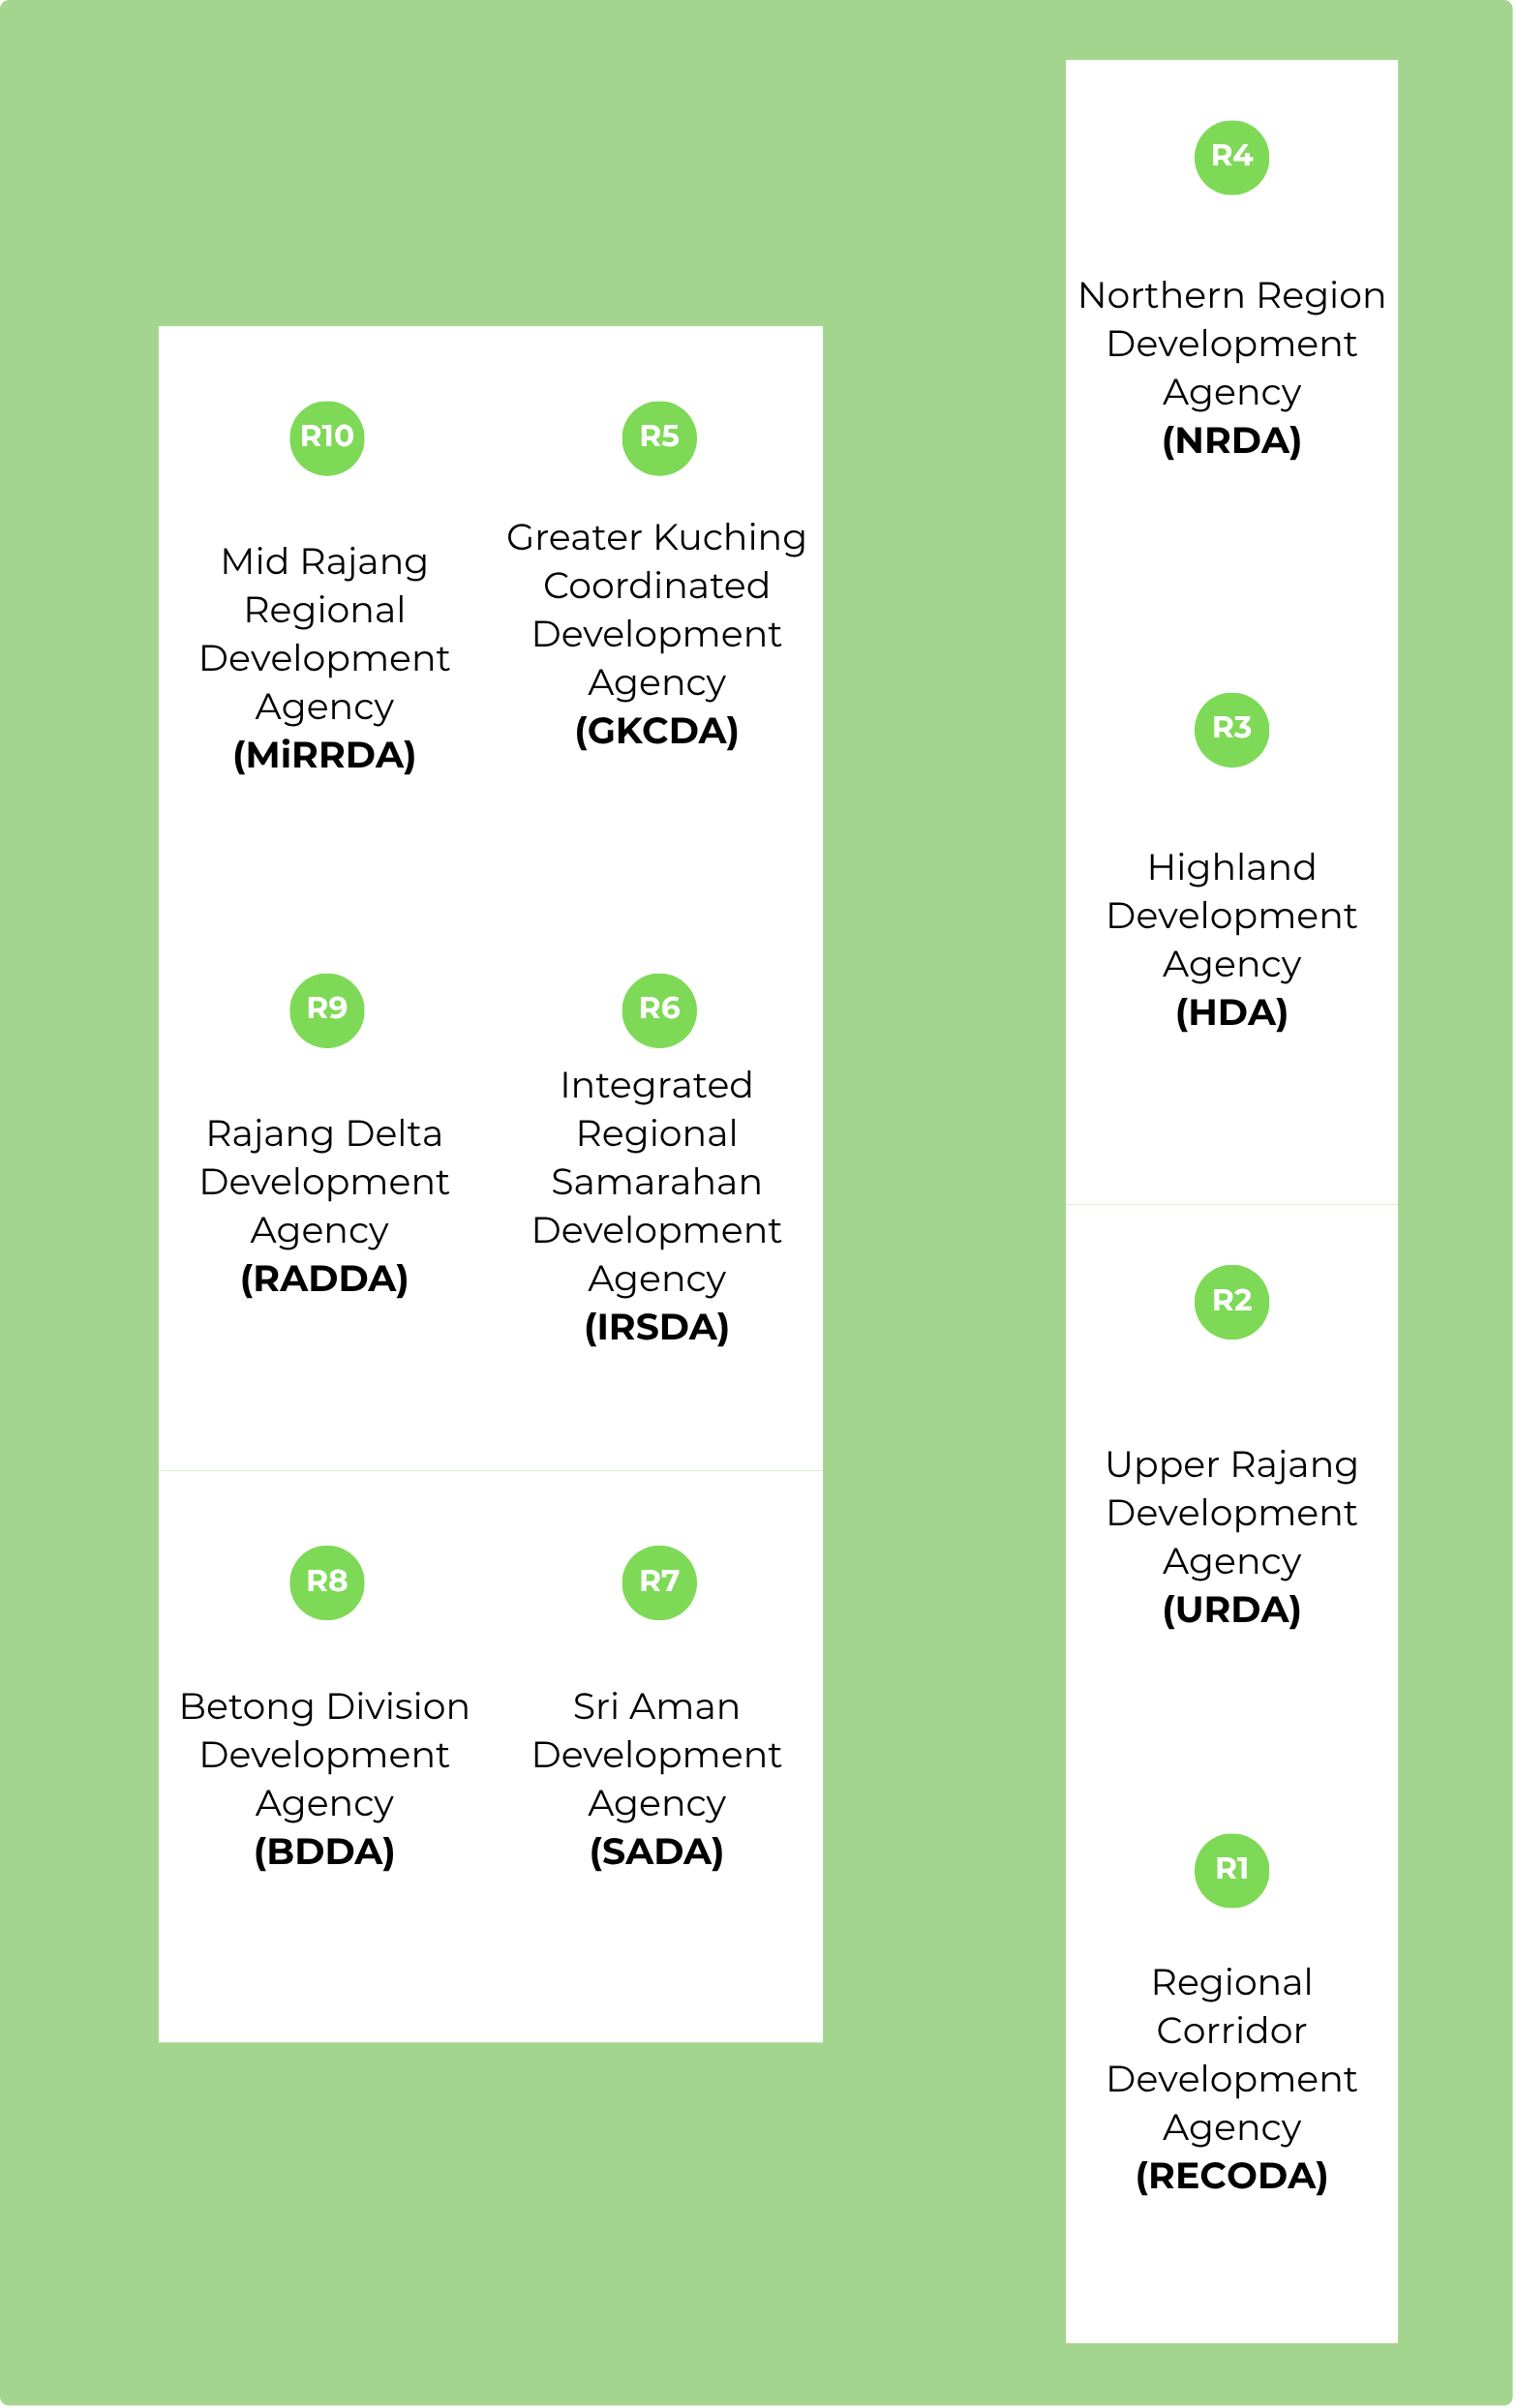 R10
Mid Rajang
Regional
Development
Agency
(MiRRDA)
R5
Greater Kuching
Coordinated
Development
Agency
(GKCDA)
R9
Rajang Delta
Development
Agency
(RADDA)
R6
Integrated
Regional
Samarahan
Development
Agency
(IRSDA)
R8
Betong Division
Development
Agency
(BDDA)
R7
Sri Aman
Development
Agency
(SADA)
R4
Northern Region
Development
Agency
(NRDA)
R3
Highland
Development
Agency
(HDA)
R2
Upper Rajang
Development
Agency
(URDA)
R1
Regional
Corridor
Development
Agency
(RECODA)